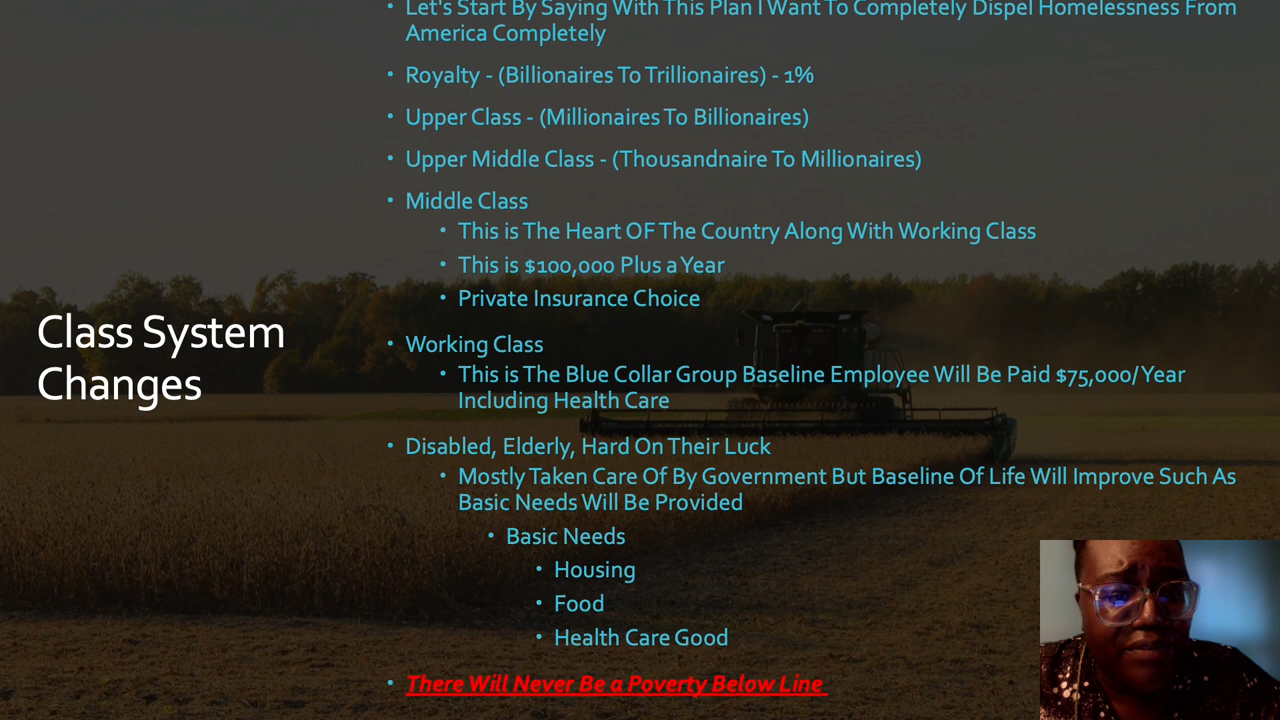 Let's Start By Saying With This Plan I Want To Completely Dispel Homelessness From
America Completely
Royalty - (Billionaires To Trillionaires) - 1%
Upper Class - (Millionaires To Billionaires)
Upper Middle Class - (Thousandnaire To Millionaires)
Middle Class
This is The Heart OF The Country Along With Working Class
This is $100,000 Plus a Year
Private Insurance Choice
Class System
Changes
Working Class
This is The Blue Collar Group Baseline Employee Will Be Paid $75,000/Year
Including Health Care
Disabled, Elderly, Hard On Their Luck
Mostly Taken Care Of By Government But Baseline Of Life Will Improve Such As
Basic Needs Will Be Provided
Basic Needs
Housing
Food
Health Care Good
There Will Never Be a Poverty Below Line